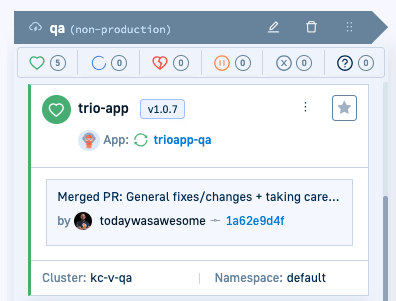 qa (non-production)
5 0 0 0 0 0
trio-app v1.0.7
App: trioapp-qa
Merged PR: General fixes/changes + taking care...
by todaywasawesome 1a62e9d4f
Cluster: kc-v-qa Namespace: default